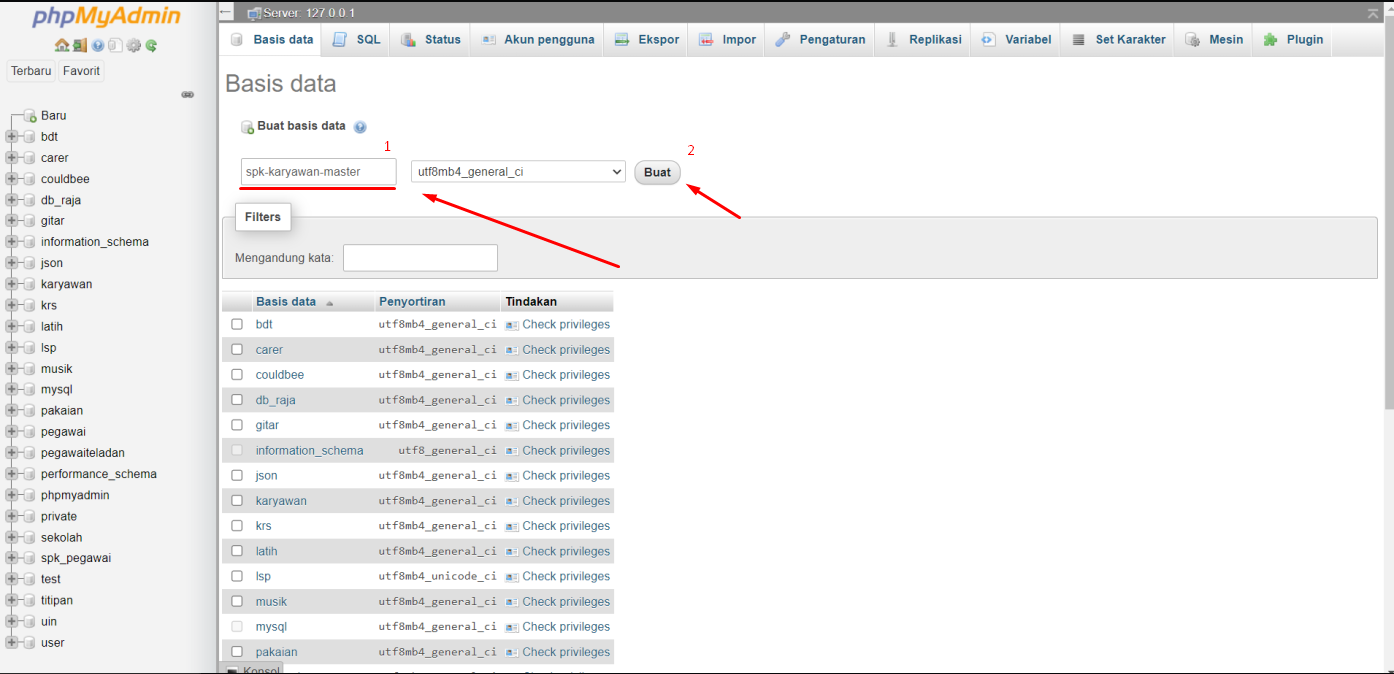 phpMyAdmin
Terbaru Favorit
Baru
bdt
carer
couldbee
db_raja
gitar
information_schema
json
karyawan
krs
latih
lsp
musik
mysql
pakaian
pegawai
pegawaiteladan
performance_schema
phpmyadmin
private
sekolah
spk_pegawai
test
titipan
uin
user
Server: 127.0.0.1
Basis data SQL Status Akun pengguna Ekspor Impor Pengaturan Replikasi Variabel Set Karakter Mesin Plugin
Basis data
Buat basis data
1
2
spk-karyawan-master utf8mb4_general_ci Buat
Filters
Mengandung kata:
Basis data Penyortiran Tindakan
bdt utf8mb4_general_ci Check privileges
carer utf8mb4_general_ci Check privileges
couldbee utf8mb4_general_ci Check privileges
db_raja utf8mb4_general_ci Check privileges
gitar utf8mb4_general_ci Check privileges
information_schema utf8_general_ci Check privileges
json utf8mb4_general_ci Check privileges
karyawan utf8mb4_general_ci Check privileges
krs utf8mb4_general_ci Check privileges
latih utf8mb4_general_ci Check privileges
lsp utf8mb4_unicode_ci Check privileges
musik utf8mb4_general_ci Check privileges
mysql utf8mb4_general_ci Check privileges
pakaian utf8mb4_general_ci Check privileges
Konsol